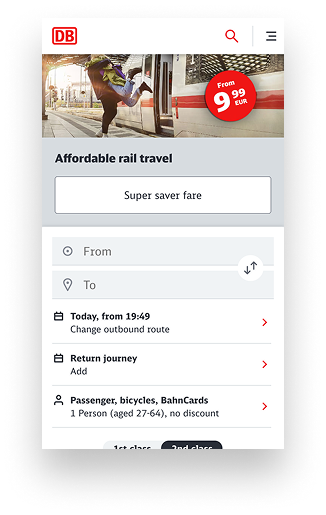 DB
From
9.99
EUR
Affordable rail travel
Super saver fare
From
To
Today, from 19:49
Change outbound route
Return journey
Add
Passenger, bicycles, BahnCards
1 Person (aged 27-64), no discount
1st class 2nd class